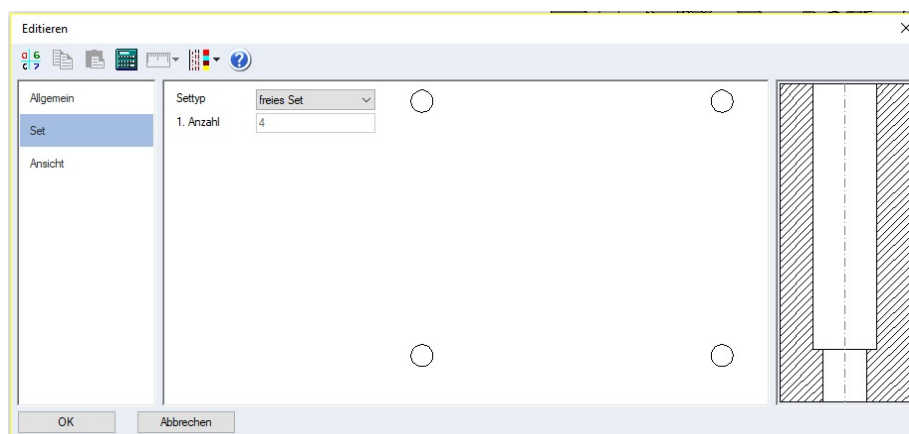 Editieren
Allgemein
Set
Ansicht
Settyp
freies Set
1. Anzahl
4
OK
Abbrechen